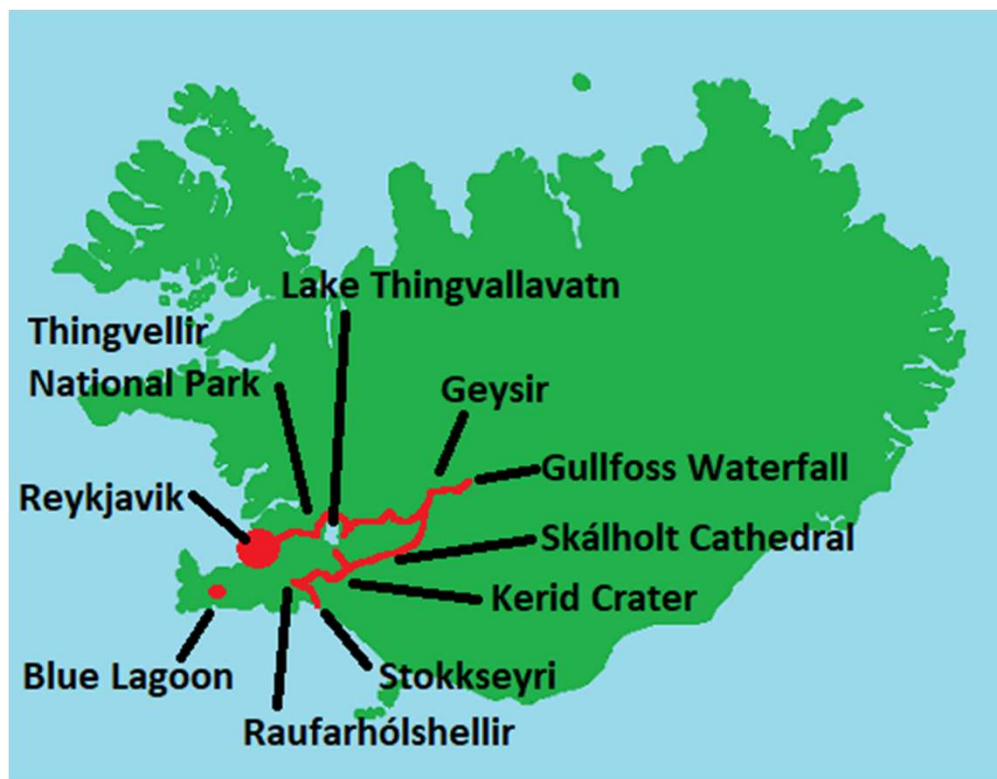 Lake Thingvallavatn
Thingvellir
National Park
Geysir
Gullfoss Waterfall
Reykjavik
Skálholt Cathedral
Kerid Crater
Blue Lagoon
Stokkseyri
Raufarhólshellir